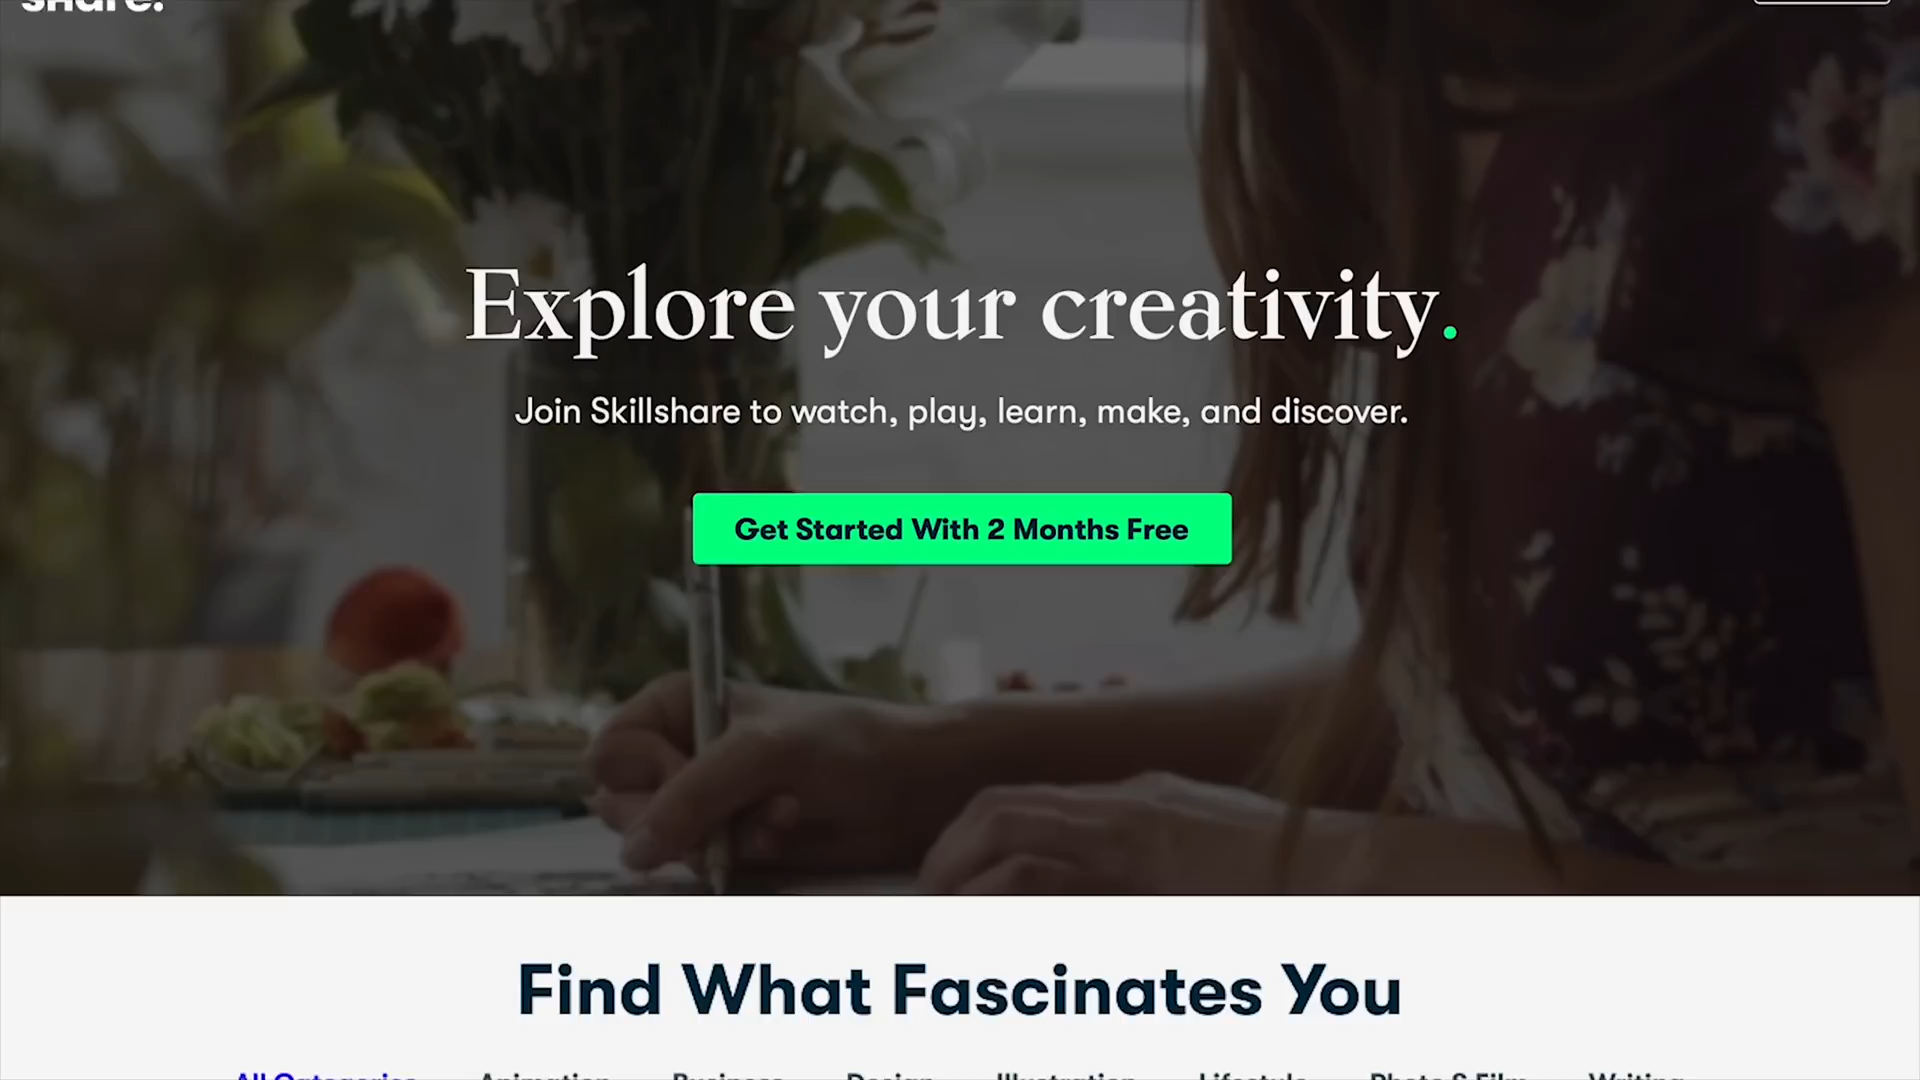 share.
Explore your creativity.
Join Skillshare to watch, play, learn, make, and discover.
Get Started With 2 Months Free
Find What Fascinates You
All Categories Animation Business Design Illustration Lifestyle Photo & Film Writing